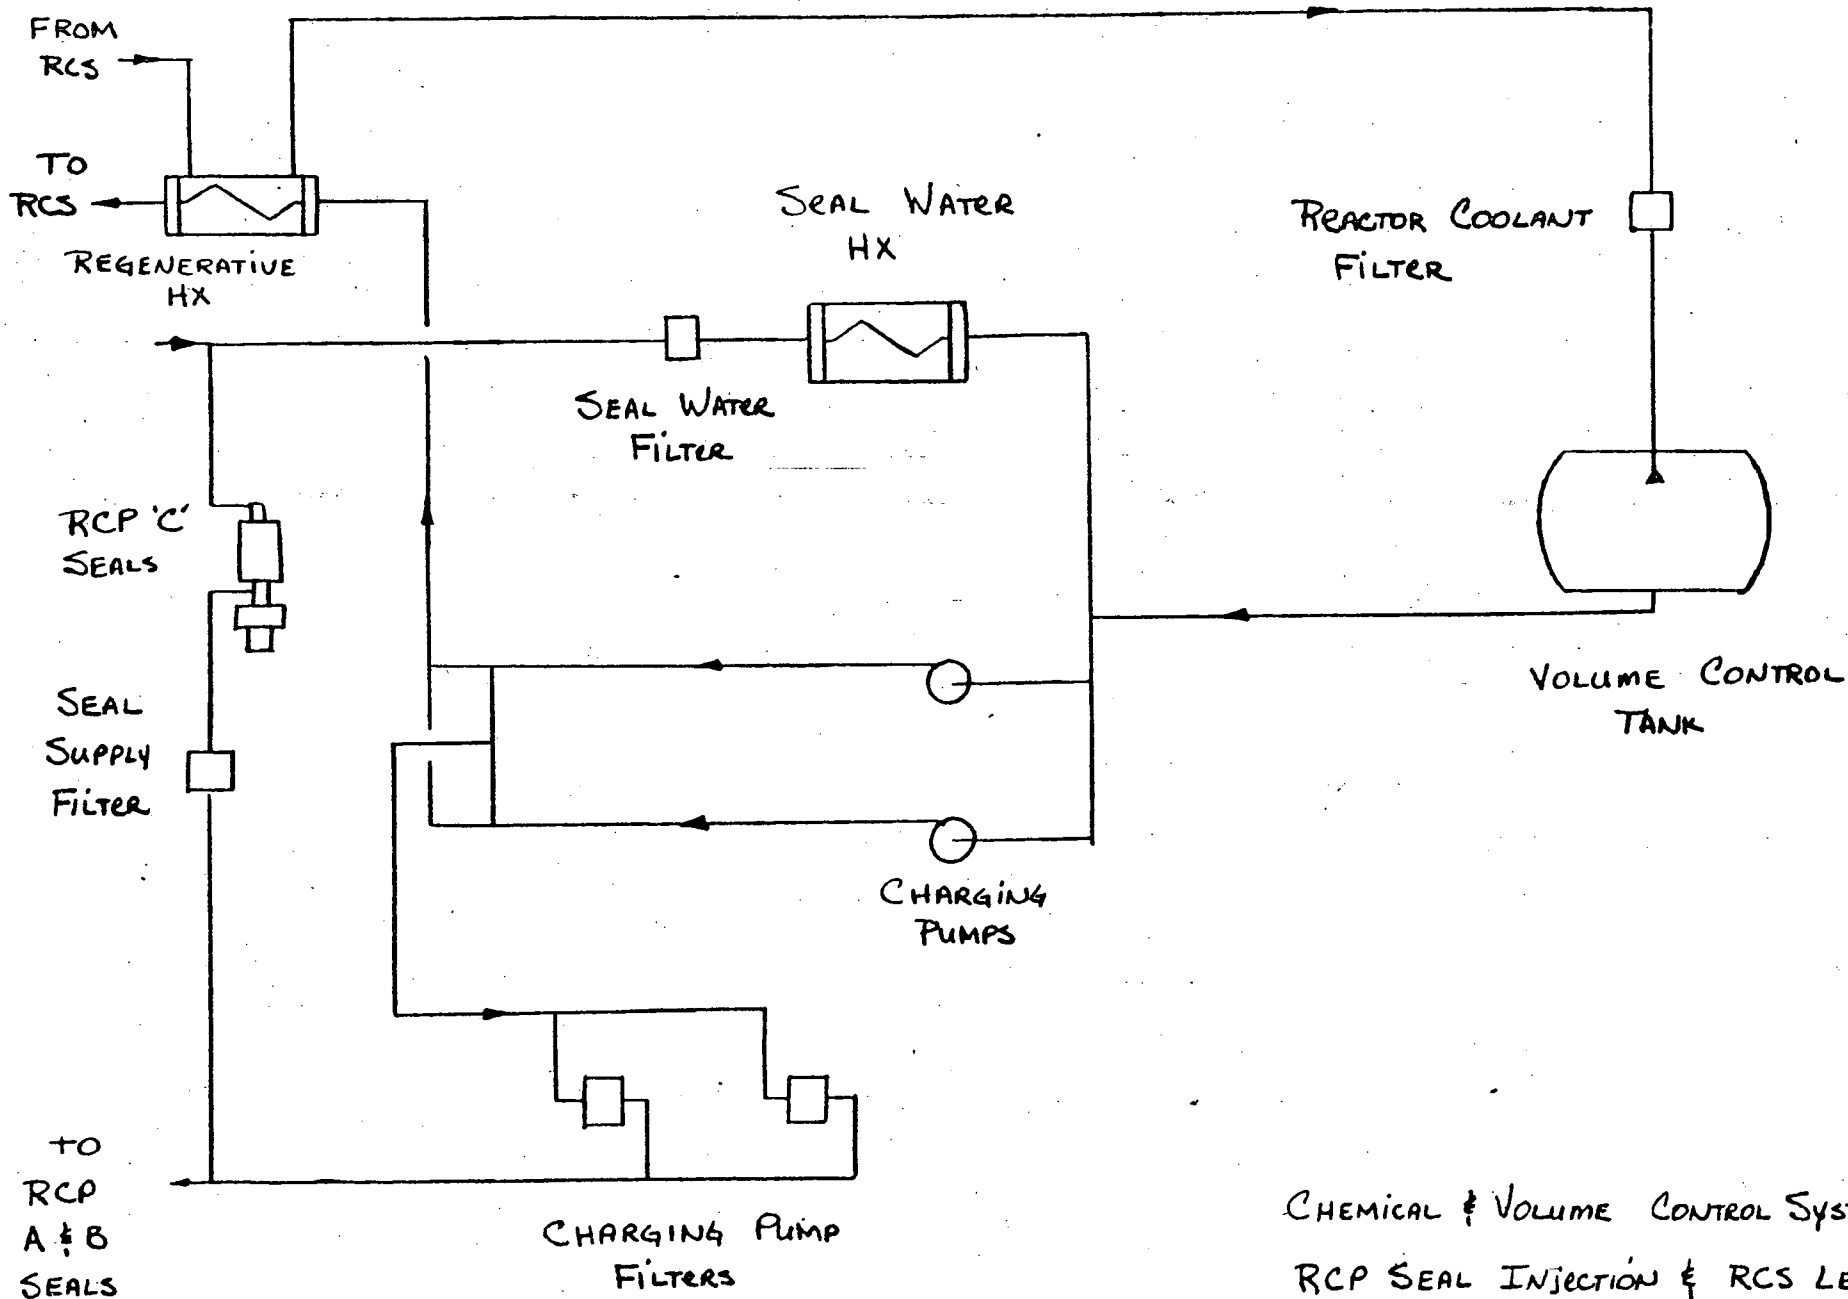 FROM
RCS
TO
RCS
REGENERATIVE
HX
SEAL WATER
HX
REACTOR COOLANT
FILTER
SEAL WATER
FILTER
RCP 'C'
SEALS
SEAL
SUPPLY
FILTER
VOLUME CONTROL
TANK
CHARGING
PUMPS
TO
RCP
A & B
SEALS
CHARGING PUMP
FILTERS
CHEMICAL & VOLUME CONTROL SYST
RCP SEAL INJECTION & RCS LE